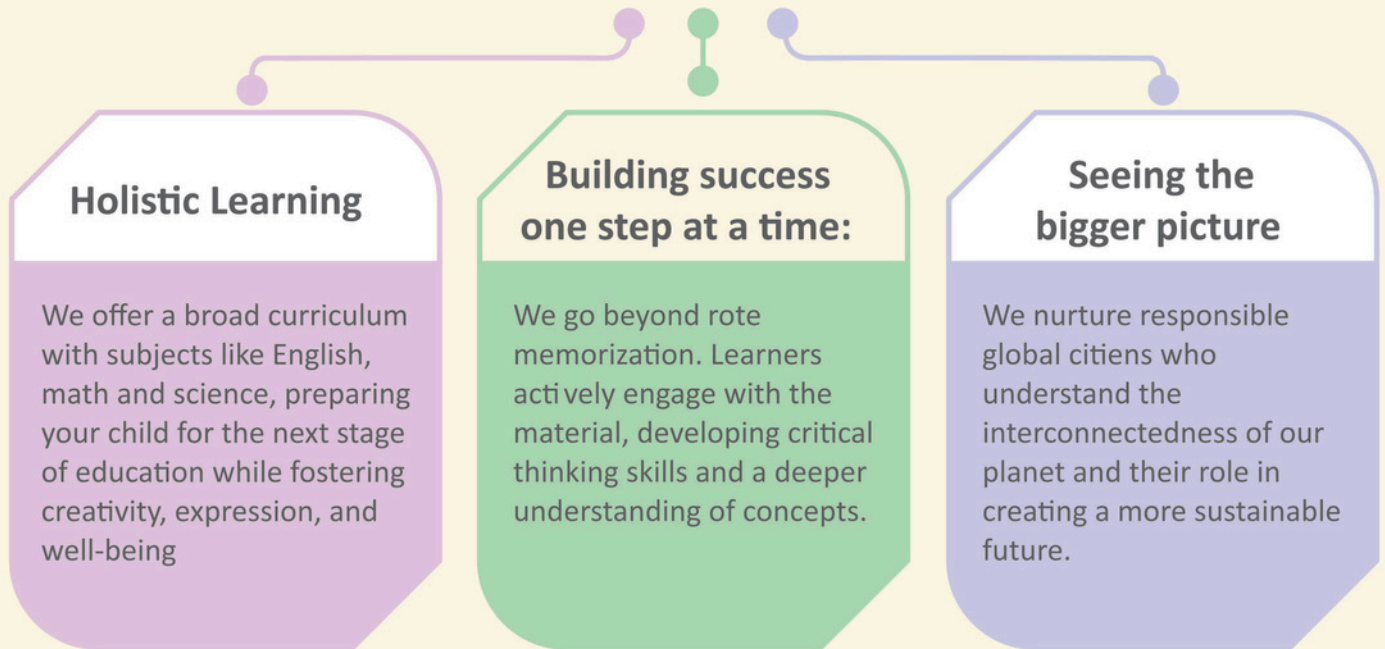 Holistic Learning
We offer a broad curriculum
with subjects like English,
math and science, preparing
your child for the next stage
of education while fostering
creativity, expression, and
well-being
Building success
one step at a time:
We go beyond rote
memorization. Learners
acti vely engage with the
material, developing critical
thinking skills and a deeper
understanding of concepts.
Seeing the
bigger picture
We nurture responsible
global citiens who
understand the
interconnectedness of our
planet and their role in
creating a more sustainable
future.